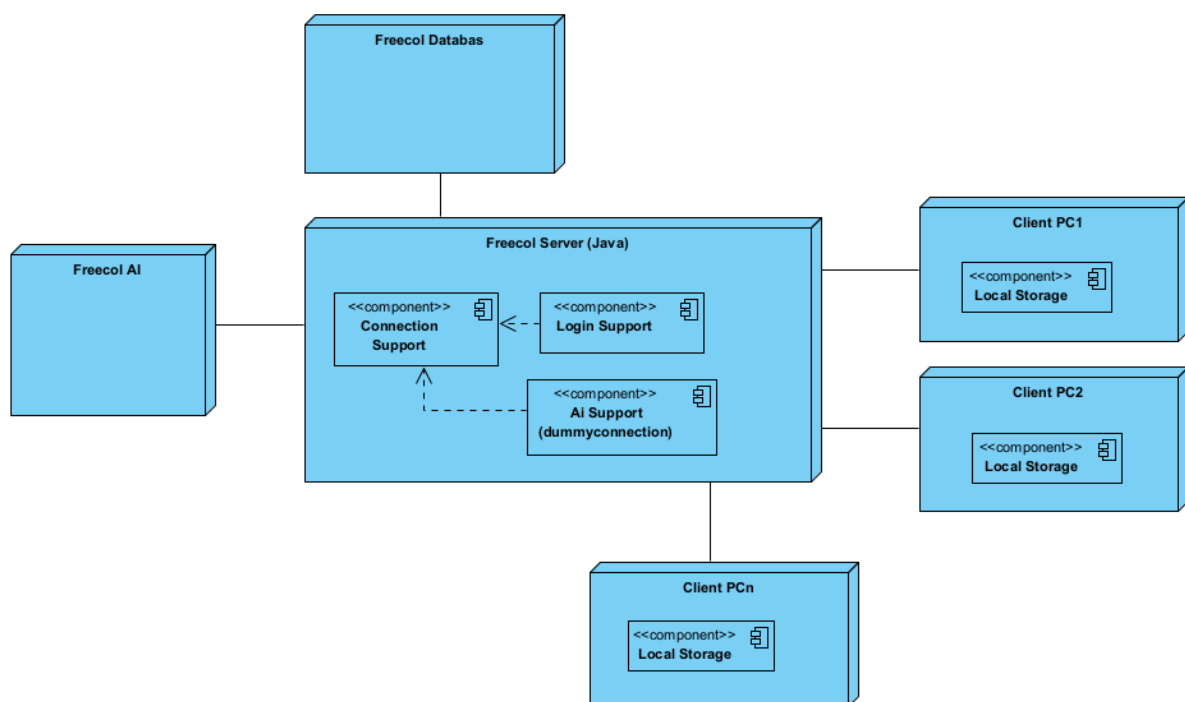 Freecol Databas
Freecol AI
Freecol Server (Java)
<<component>>
Connection
Support
<<component>>
Login Support
<<component>>
Ai Support
(dummyconnection)
Client PC1
<<component>>
Local Storage
Client PC2
<<component>>
Local Storage
Client PCn
<<component>>
Local Storage